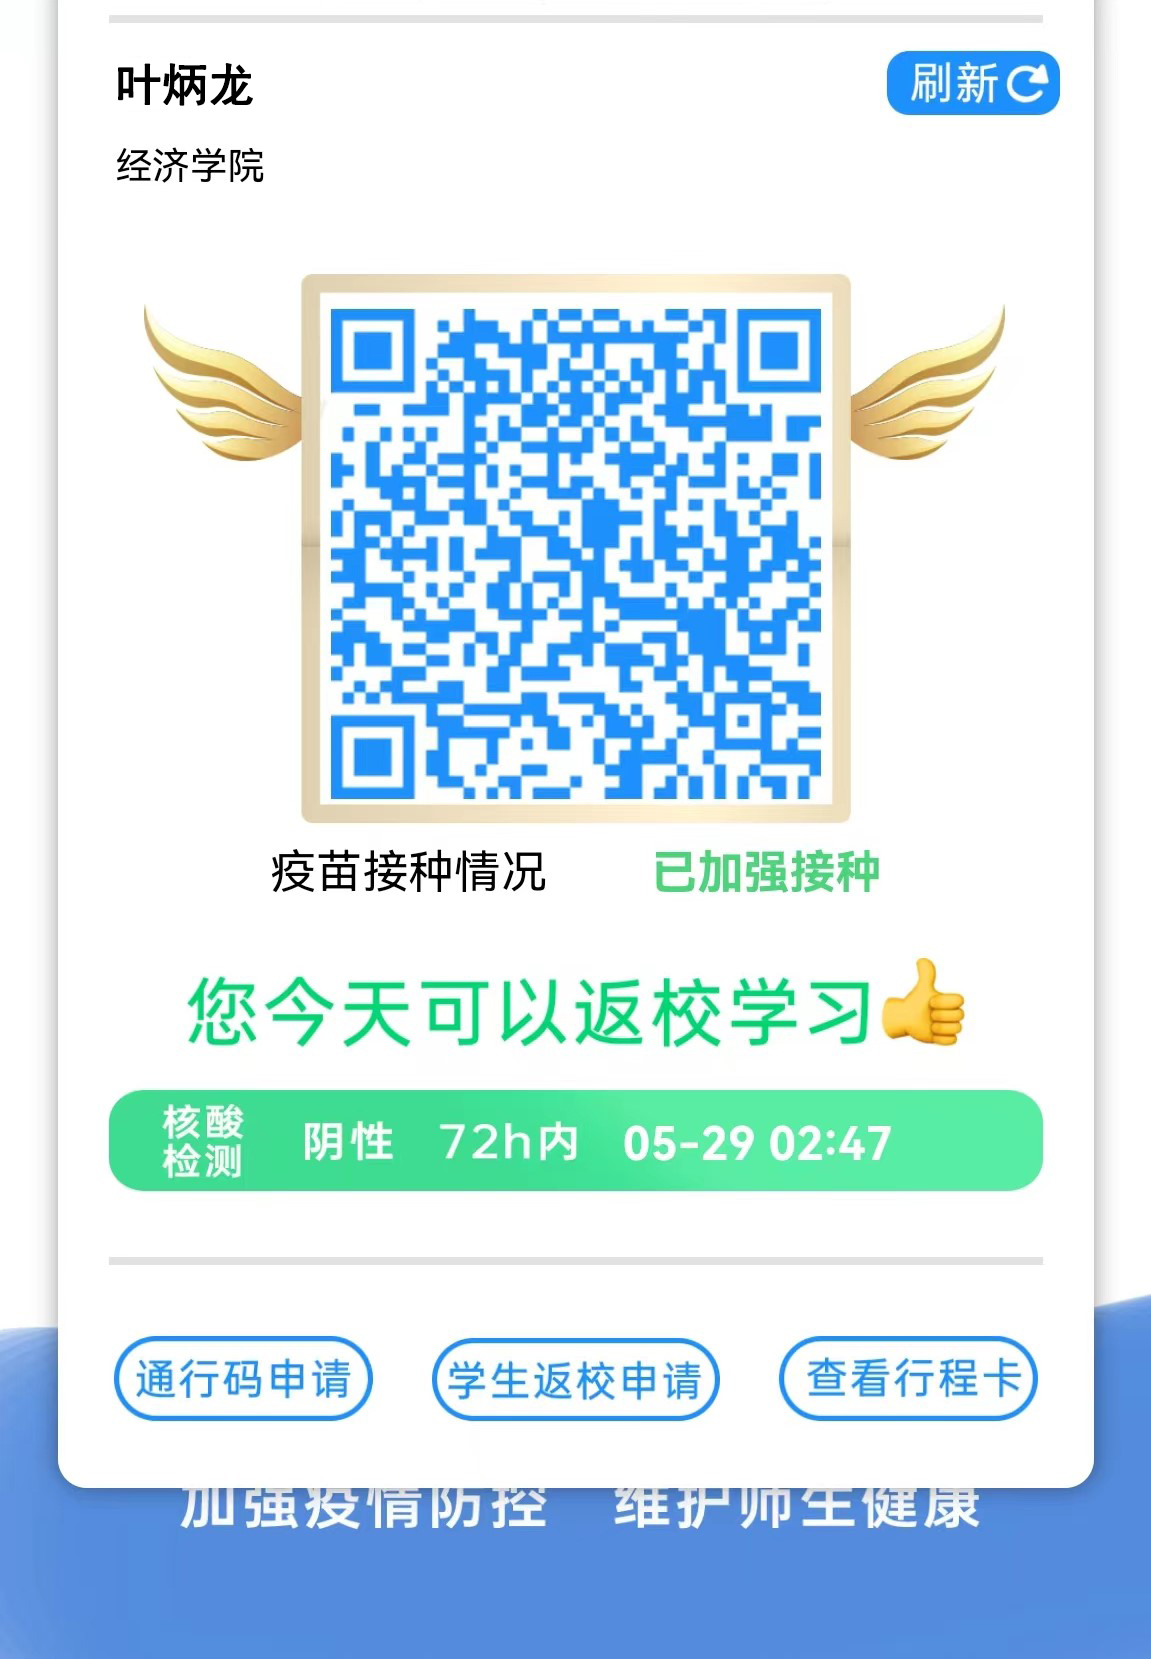 叶炳龙
刷新
经济学院
疫苗接种情况 已加强接种
您今天可以返校学习
核酸检测 阴性 72h内 05-29 02:47
通行码申请 学生返校申请 查看行程卡
加强疫情防控 维护师生健康